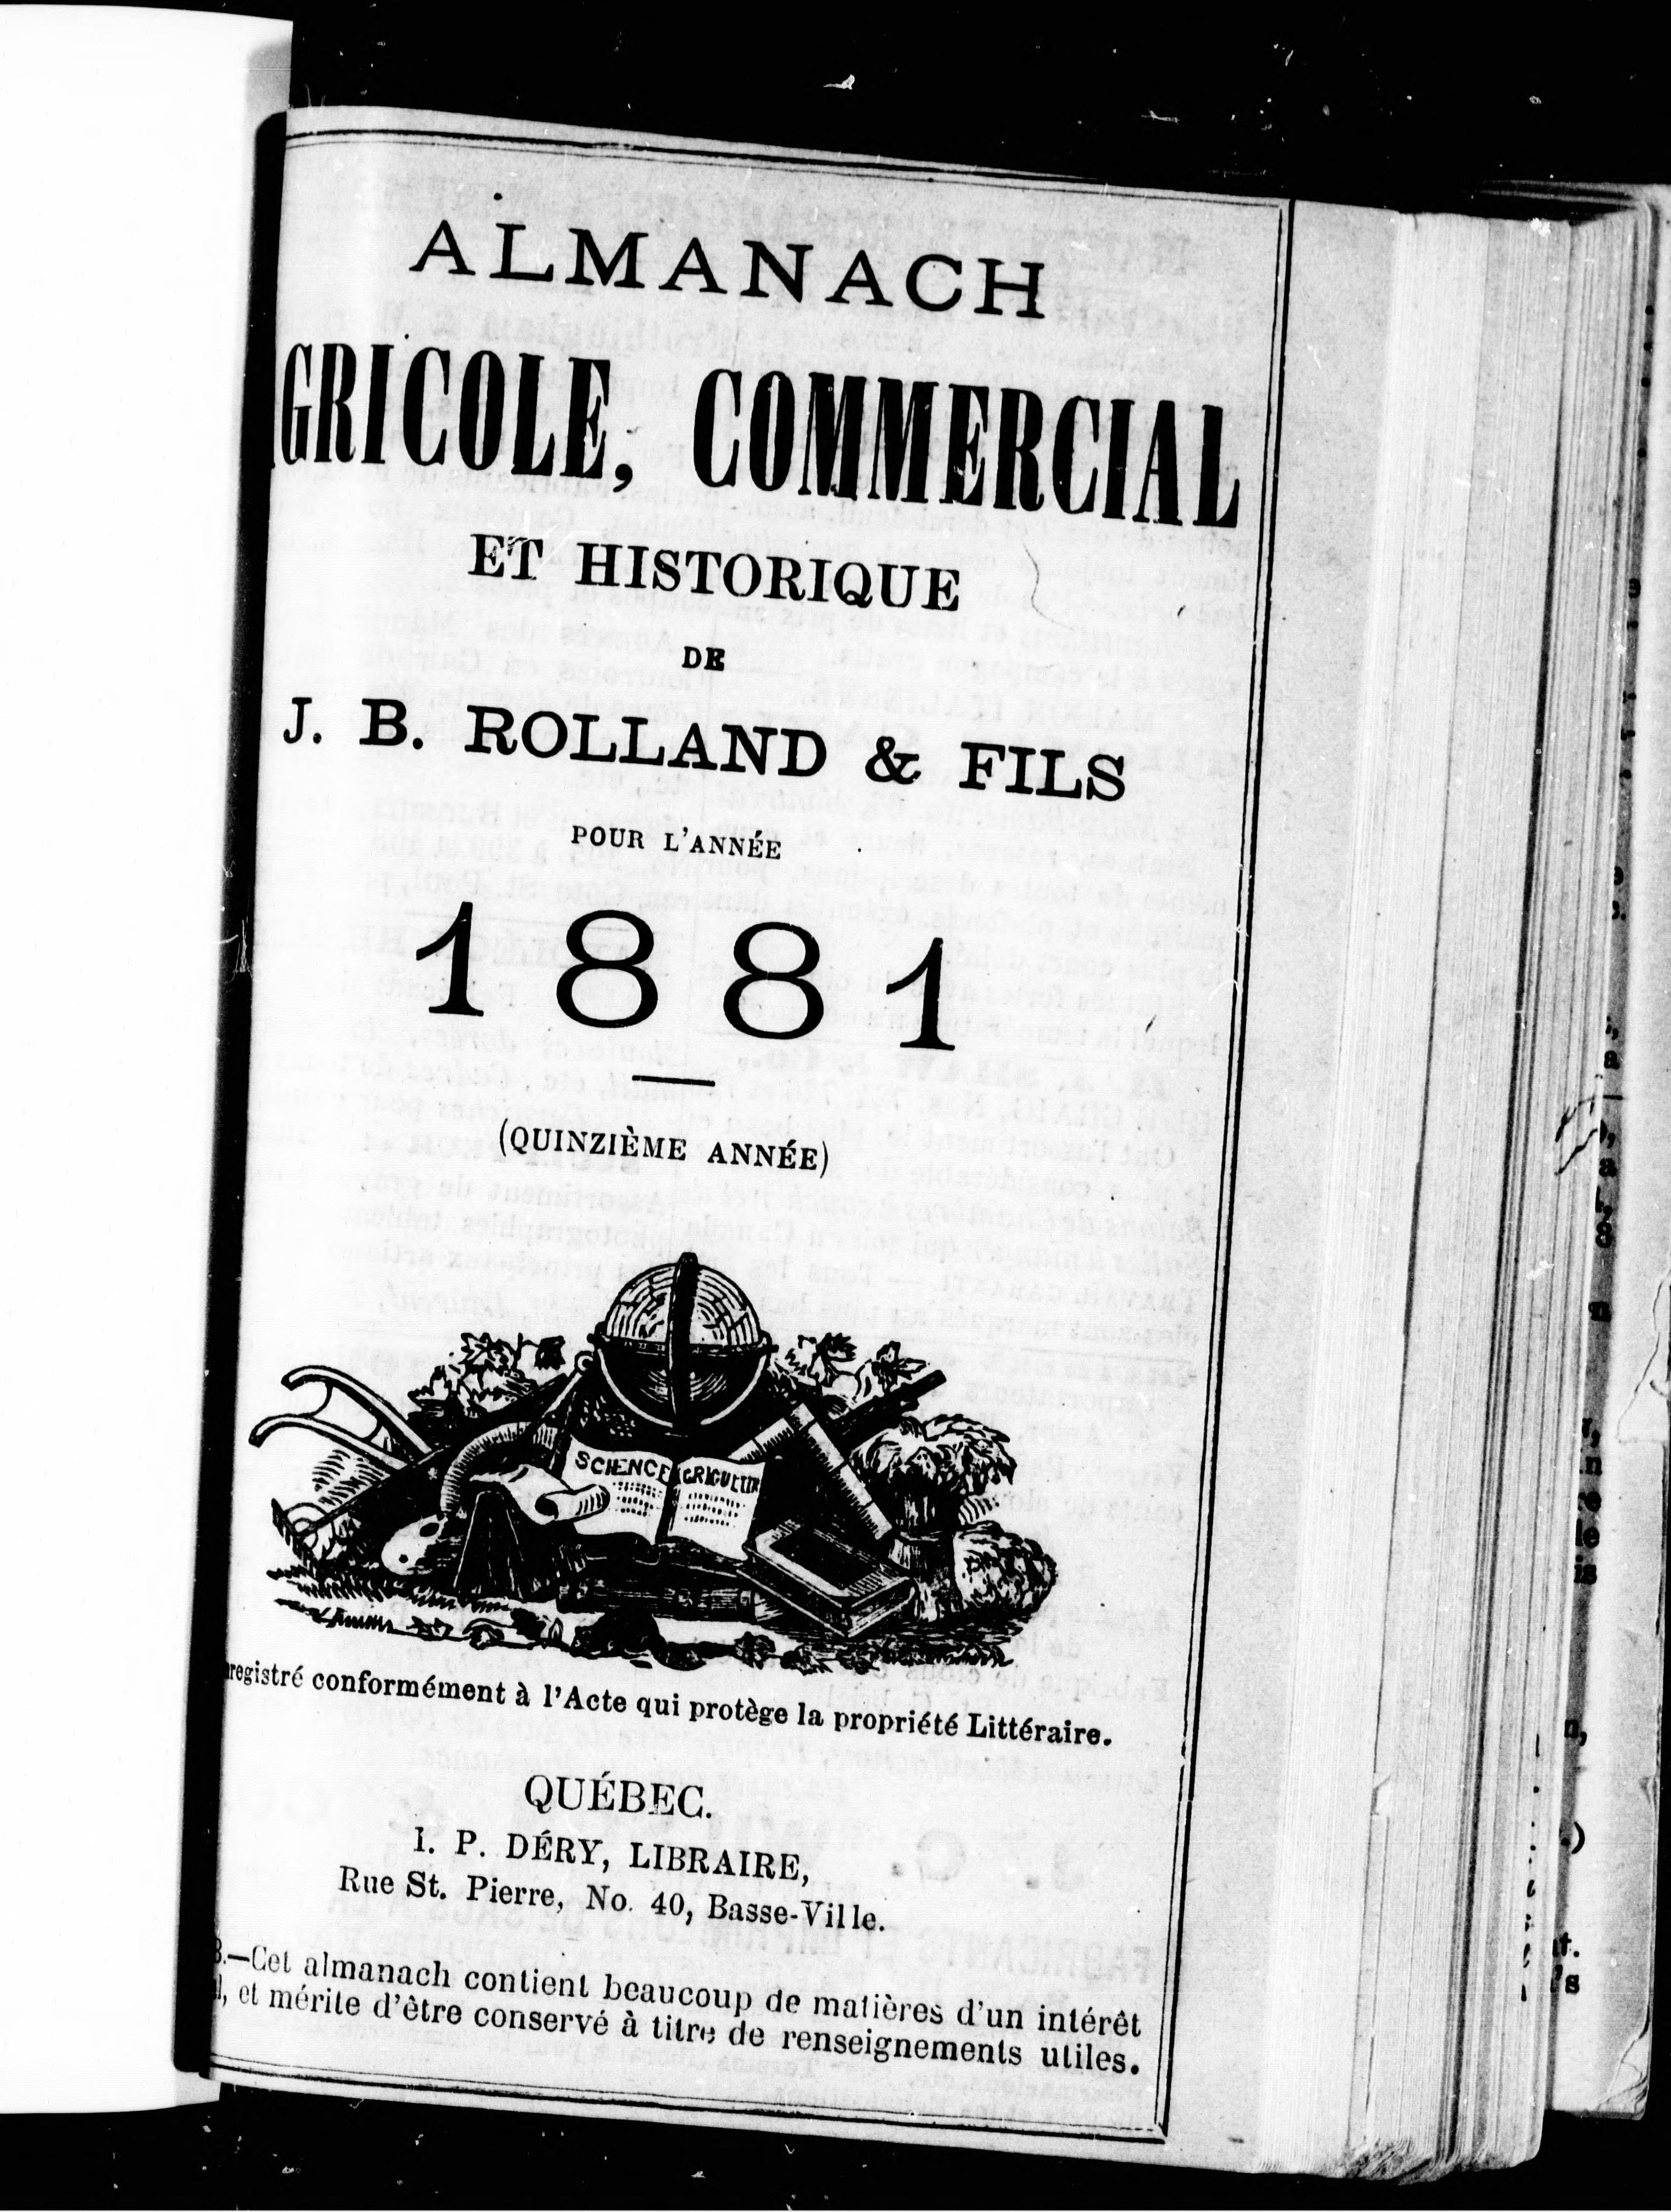 ALMANACH
GRICOLE, COMMERCIAL
ET HISTORIQUE
DE
J. B. ROLLAND & FILS
POUR L'ANNÉE
1881
(QUINZIÈME ANNÉE)
SCIENCE GRICULTUR
registré conformément à l'Acte qui protège la propriété Littéraire.
QUÉBEC.
I. P. DÉRY, LIBRAIRE,
Rue St. Pierre, No. 40, Basse-Ville.
B.—Cet almanach contient beaucoup de matières d'un intérêt
l, et mérite d'être conservé à titre de renseignements utiles.